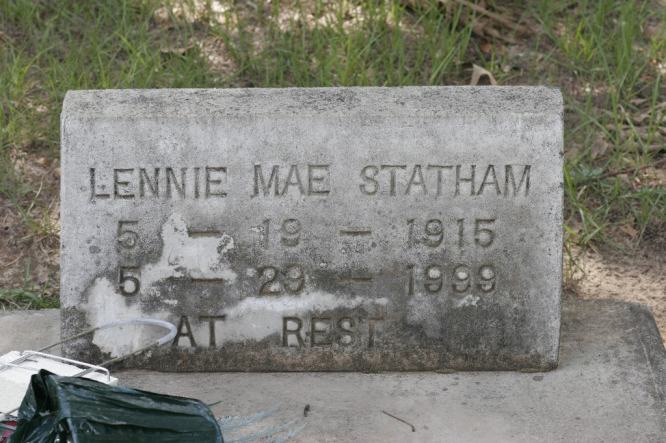 LENNIE MAE STATHAM
5 – 19 – 1915
5 – 29 – 1999
AT REST